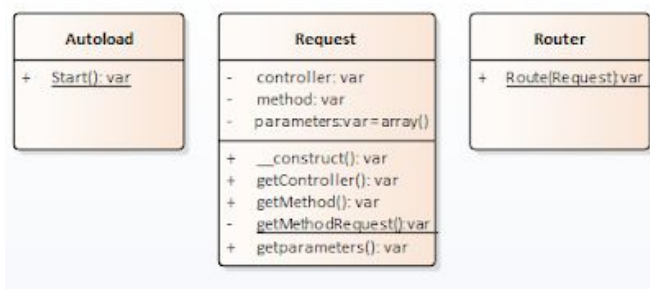 Autoload
+ Start(): var
Request
- controller: var
- method: var
- parameters:var = array()
+ __construct(): var
+ getController(): var
+ getMethod(): var
- getMethodRequest():var
+ getparameters(): var
Router
+ Route(Request):var